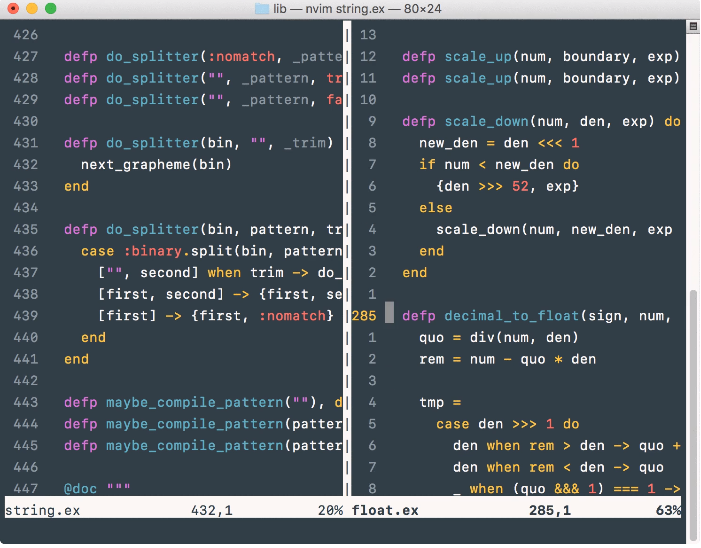 lib — nvim string.ex — 80×24
426
427 defp do_splitter(:nomatch, _patte
428 defp do_splitter("", _pattern, tr
429 defp do_splitter("", _pattern, fa
430
431 defp do_splitter(bin, "", _trim)
432 next_grapheme(bin)
433 end
434
435 defp do_splitter(bin, pattern, tr
436 case :binary.split(bin, pattern
437 ["", second] when trim -> do_
438 [first, second] -> {first, se
439 [first] -> {first, :nomatch}
440 end
441 end
442
443 defp maybe_compile_pattern(""), d
444 defp maybe_compile_pattern(patter
445 defp maybe_compile_pattern(patter
446
447 @doc """
string.ex 432,1 20%
13
12 defp scale_up(num, boundary, exp)
11 defp scale_up(num, boundary, exp)
10
9 defp scale_down(num, den, exp) do
8 new_den = den <<< 1
7 if num < new_den do
6 {den >>> 52, exp}
5 else
4 scale_down(num, new_den, exp
3 end
2 end
1
285 defp decimal_to_float(sign, num,
1 quo = div(num, den)
2 rem = num - quo * den
3
4 tmp =
5 case den >>> 1 do
6 den when rem > den -> quo +
7 den when rem < den -> quo
8 _ when (quo &&& 1) === 1 ->
float.ex 285,1 63%